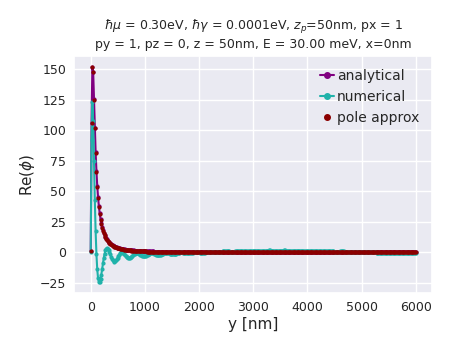 ħμ = 0.30eV, ħγ = 0.0001eV, zₚ=50nm, px = 1
py = 1, pz = 0, z = 50nm, E = 30.00 meV, x=0nm
150
125
100
75
50
25
0
−25
Re(ϕ)
analytical
numerical
pole approx
0 1000 2000 3000 4000 5000 6000
y [nm]